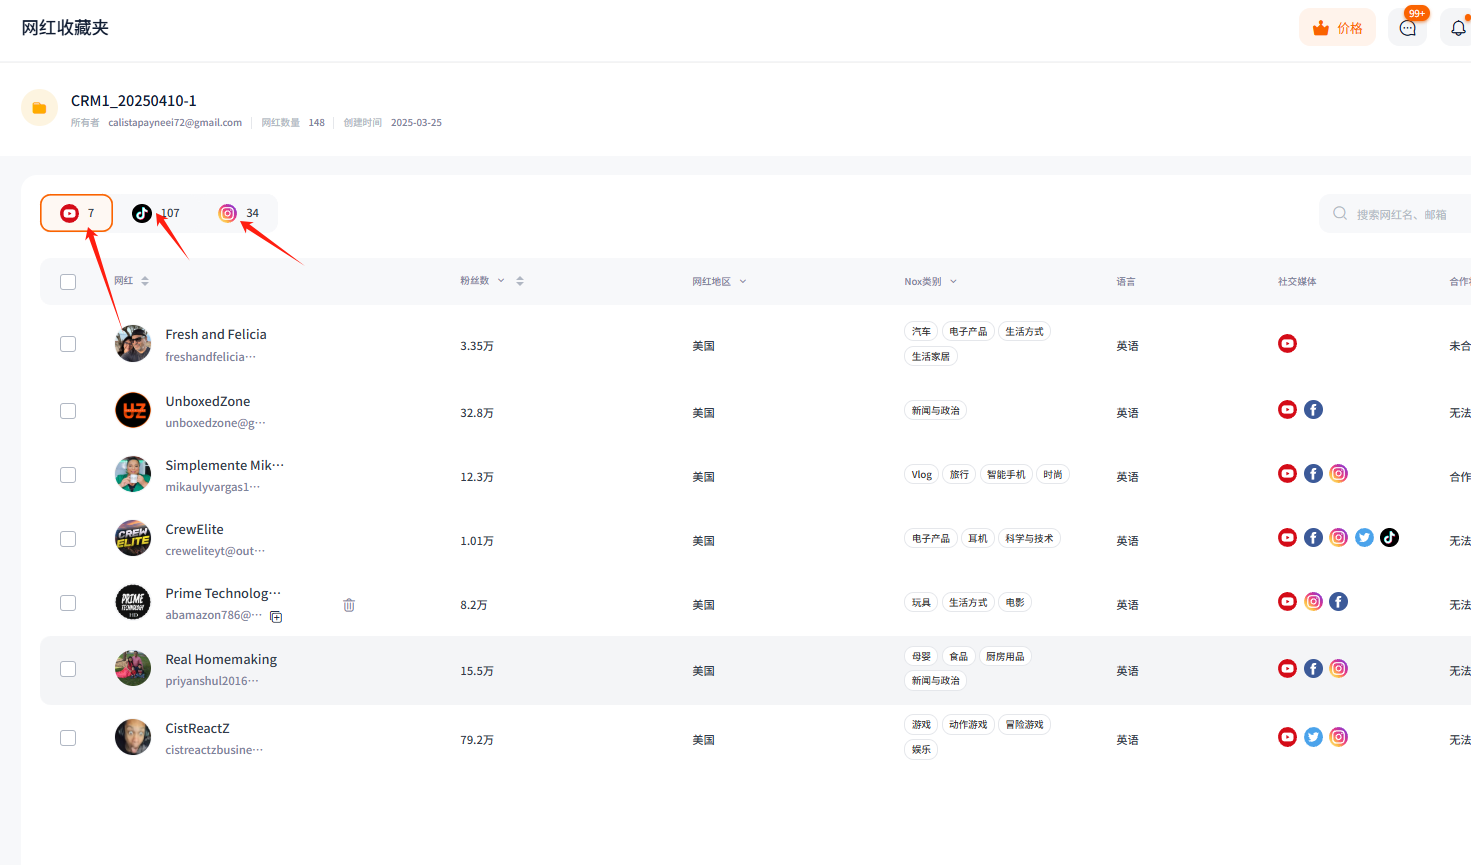 网红收藏夹
价格
99+
CRM1_20250410-1
所有者 calistapayneei72@gmail.com 网红数量 148 创建时间 2025-03-25
7 107 34
搜索网红名、邮箱
网红 粉丝数 网红地区 Nox类别 语言 社交媒体 合作
Fresh and Felicia
freshandfelicia···
3.35万 美国 汽车 电子产品 生活方式 生活家居 英语 未合
UnboxedZone
unboxedzone@g···
32.8万 美国 新闻与政治 英语 无法
Simplemente Mik···
mikaulyvargas1···
12.3万 美国 Vlog 旅行 智能手机 时尚 英语 合作
CREW ELITE
CrewElite
creweliteyt@out···
1.01万 美国 电子产品 耳机 科学与技术 英语 无法
PRIME TECHNOLOGY HD
Prime Technolog···
abamazon786@···
8.2万 美国 玩具 生活方式 电影 英语 无法
Real Homemaking
priyanshul2016···
15.5万 美国 母婴 食品 厨房用品 新闻与政治 英语 无法
CistReactZ
cistreactzbusine···
79.2万 美国 游戏 动作游戏 冒险游戏 娱乐 英语 无法